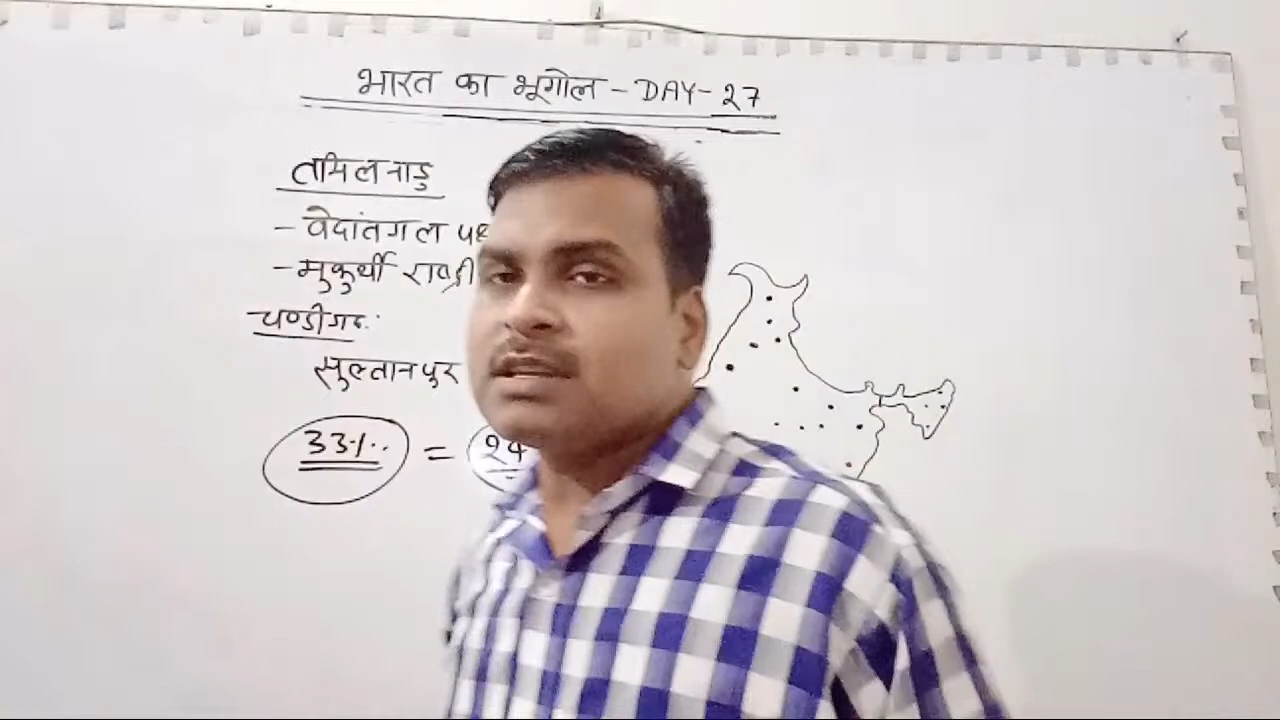 भारत का भूगोल - DAY - 27
तमिलनाडु
- वेदांतगल
- मुकुर्थी
चण्डीगढ़:
सुल्तानपुर
33% = 24